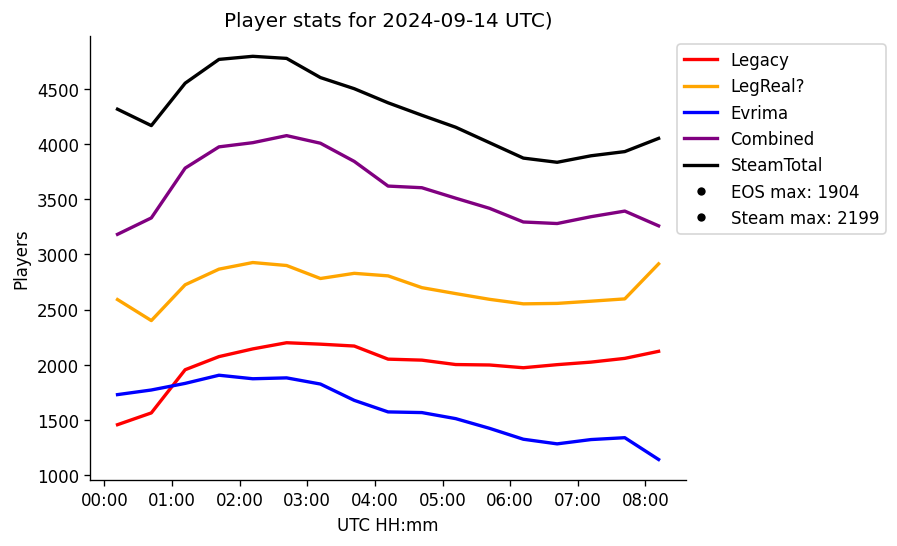 Player stats for 2024-09-14 UTC)
Legacy
LegReal?
Evrima
Combined
SteamTotal
EOS max: 1904
Steam max: 2199
Players
4500
4000
3500
3000
2500
2000
1500
1000
00:00 01:00 02:00 03:00 04:00 05:00 06:00 07:00 08:00
UTC HH:mm